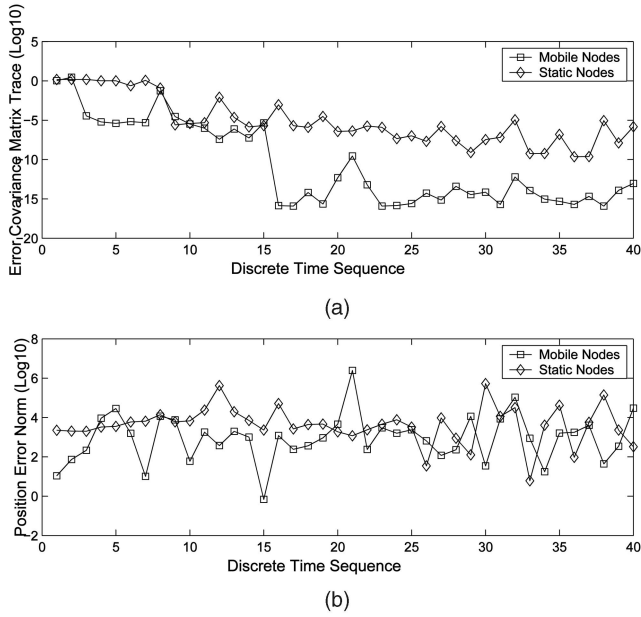 Error Covariance Matrix Trace (Log10)
5
0
−5
−10
−15
−20
Mobile Nodes
Static Nodes
0 5 10 15 20 25 30 35 40
Discrete Time Sequence
(a)
Position Error Norm (Log10)
8
6
4
2
0
−2
Mobile Nodes
Static Nodes
0 5 10 15 20 25 30 35 40
Discrete Time Sequence
(b)